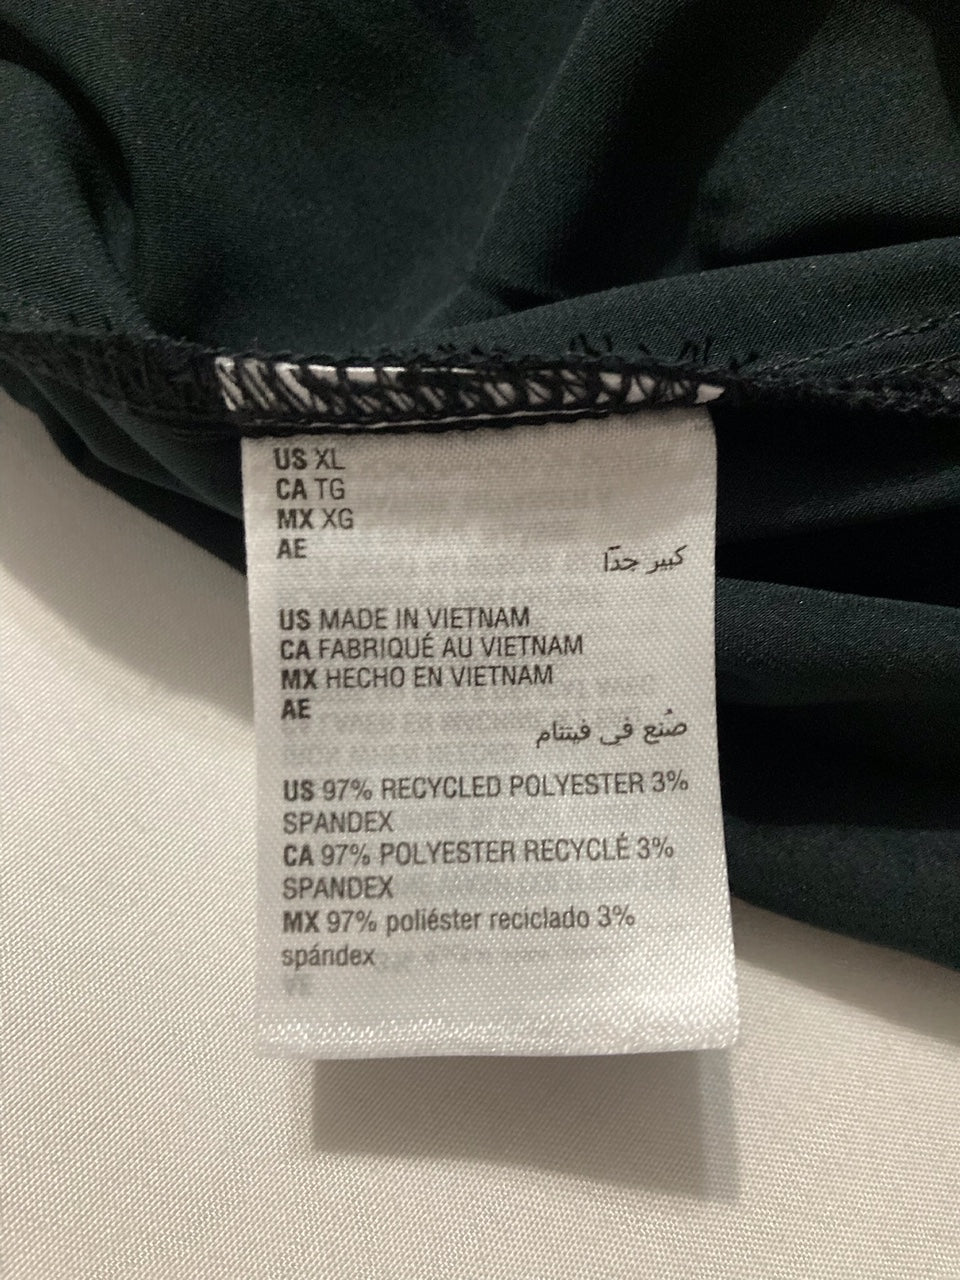 US XL
CA TG
MX XG
AE
كبير جدًا
US MADE IN VIETNAM
CA FABRIQUÉ AU VIETNAM
MX HECHO EN VIETNAM
AE
صُنع في فيتنام
US 97% RECYCLED POLYESTER 3%
SPANDEX
CA 97% POLYESTER RECYCLÉ 3%
SPANDEX
MX 97% poliéster reciclado 3%
spándex